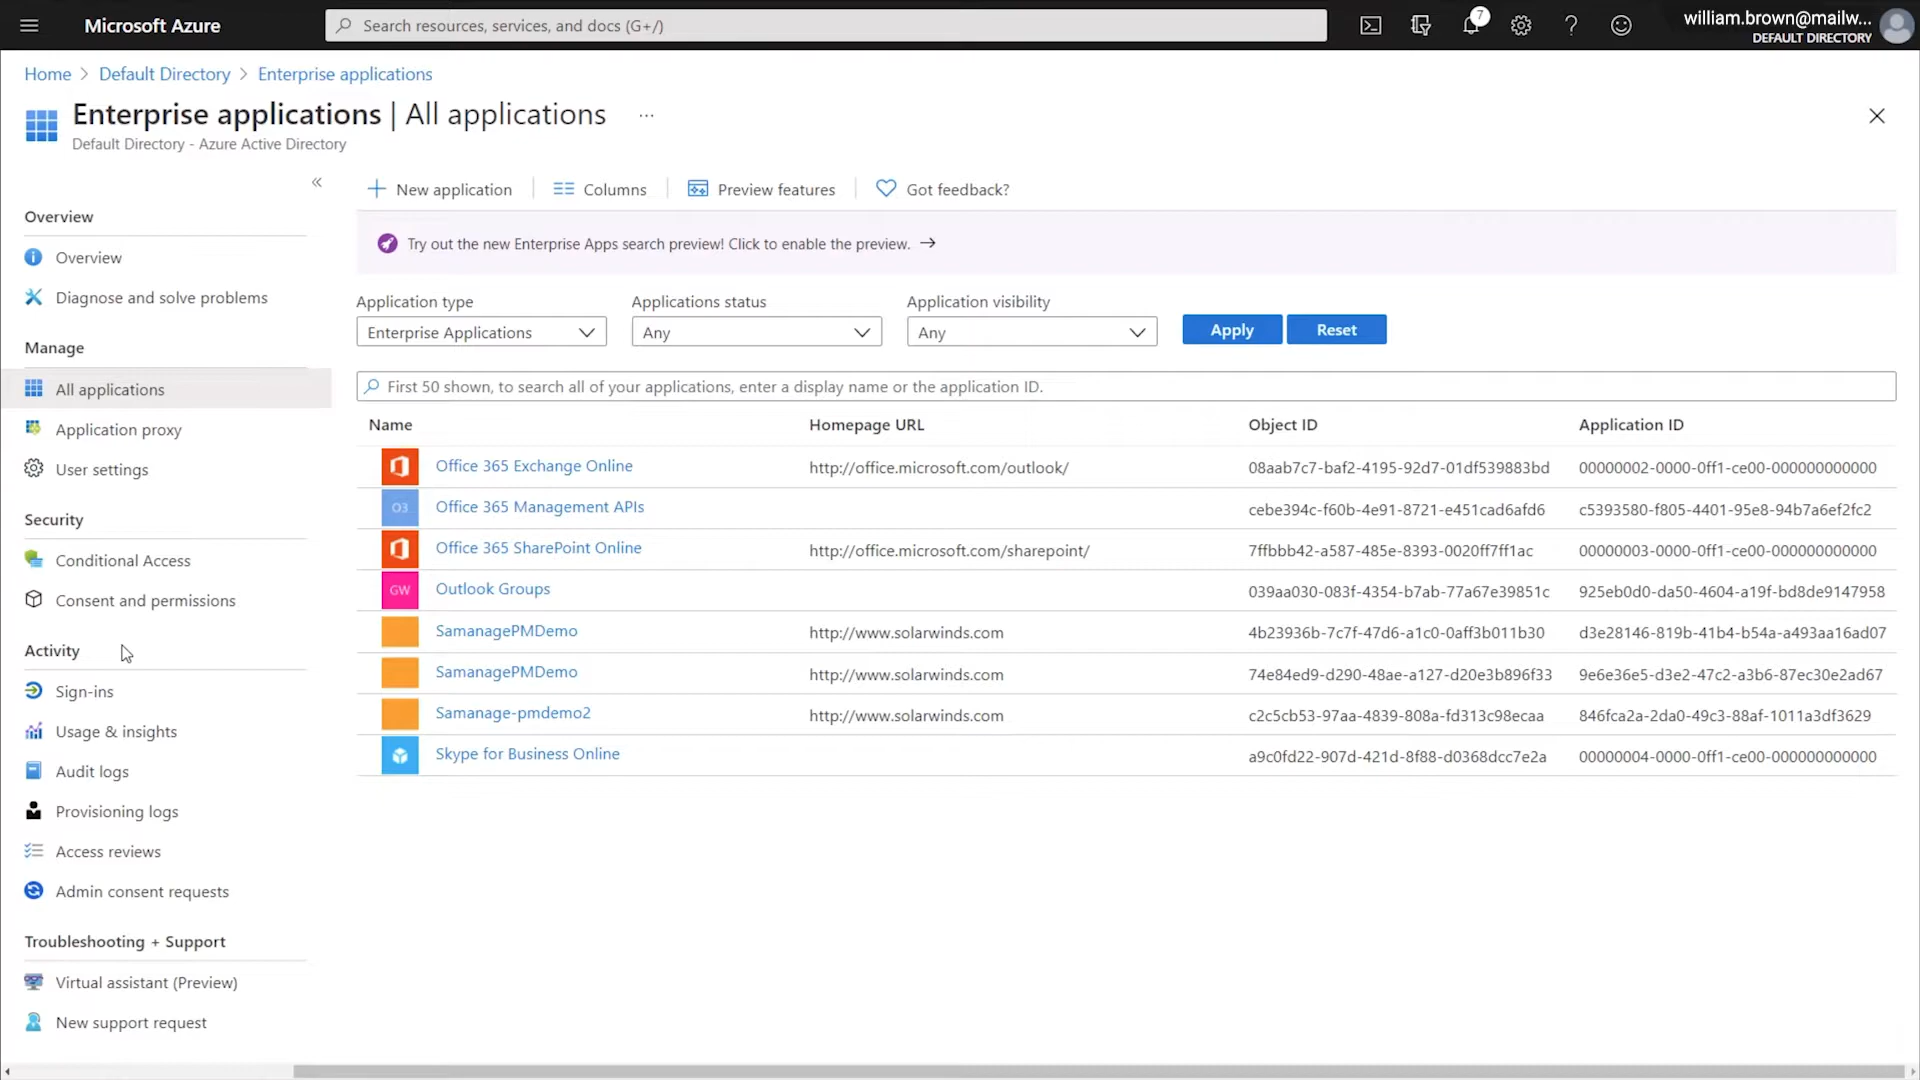 Microsoft Azure
Search resources, services, and docs (G+/)
7
william.brown@mailw...
DEFAULT DIRECTORY
Home > Default Directory > Enterprise applications
Enterprise applications | All applications ...
Default Directory - Azure Active Directory
«
Overview
Overview
Diagnose and solve problems
Manage
All applications
Application proxy
User settings
Security
Conditional Access
Consent and permissions
Activity
Sign-ins
Usage & insights
Audit logs
Provisioning logs
Access reviews
Admin consent requests
Troubleshooting + Support
Virtual assistant (Preview)
New support request
New application Columns Preview features Got feedback?
Try out the new Enterprise Apps search preview! Click to enable the preview. →
Application type Applications status Application visibility
Enterprise Applications Any Any Apply Reset
First 50 shown, to search all of your applications, enter a display name or the application ID.
Name Homepage URL Object ID Application ID
Office 365 Exchange Online http://office.microsoft.com/outlook/ 08aab7c7-baf2-4195-92d7-01df539883bd 00000002-0000-0ff1-ce00-000000000000
O3 Office 365 Management APIs cebe394c-f60b-4e91-8721-e451cad6afd6 c5393580-f805-4401-95e8-94b7a6ef2fc2
Office 365 SharePoint Online http://office.microsoft.com/sharepoint/ 7ffbbb42-a587-485e-8393-0020ff7ff1ac 00000003-0000-0ff1-ce00-000000000000
GW Outlook Groups 039aa030-083f-4354-b7ab-77a67e39851c 925eb0d0-da50-4604-a19f-bd8de9147958
SamanagePMDemo http://www.solarwinds.com 4b23936b-7c7f-47d6-a1c0-0aff3b011b30 d3e28146-819b-41b4-b54a-a493aa16ad07
SamanagePMDemo http://www.solarwinds.com 74e84ed9-d290-48ae-a127-d20e3b896f33 9e6e36e5-d3e2-47c2-a3b6-87ec30e2ad67
Samanage-pmdemo2 http://www.solarwinds.com c2c5cb53-97aa-4839-808a-fd313c98ecaa 846fca2a-2da0-49c3-88af-1011a3df3629
Skype for Business Online a9c0fd22-907d-421d-8f88-d0368dcc7e2a 00000004-0000-0ff1-ce00-000000000000